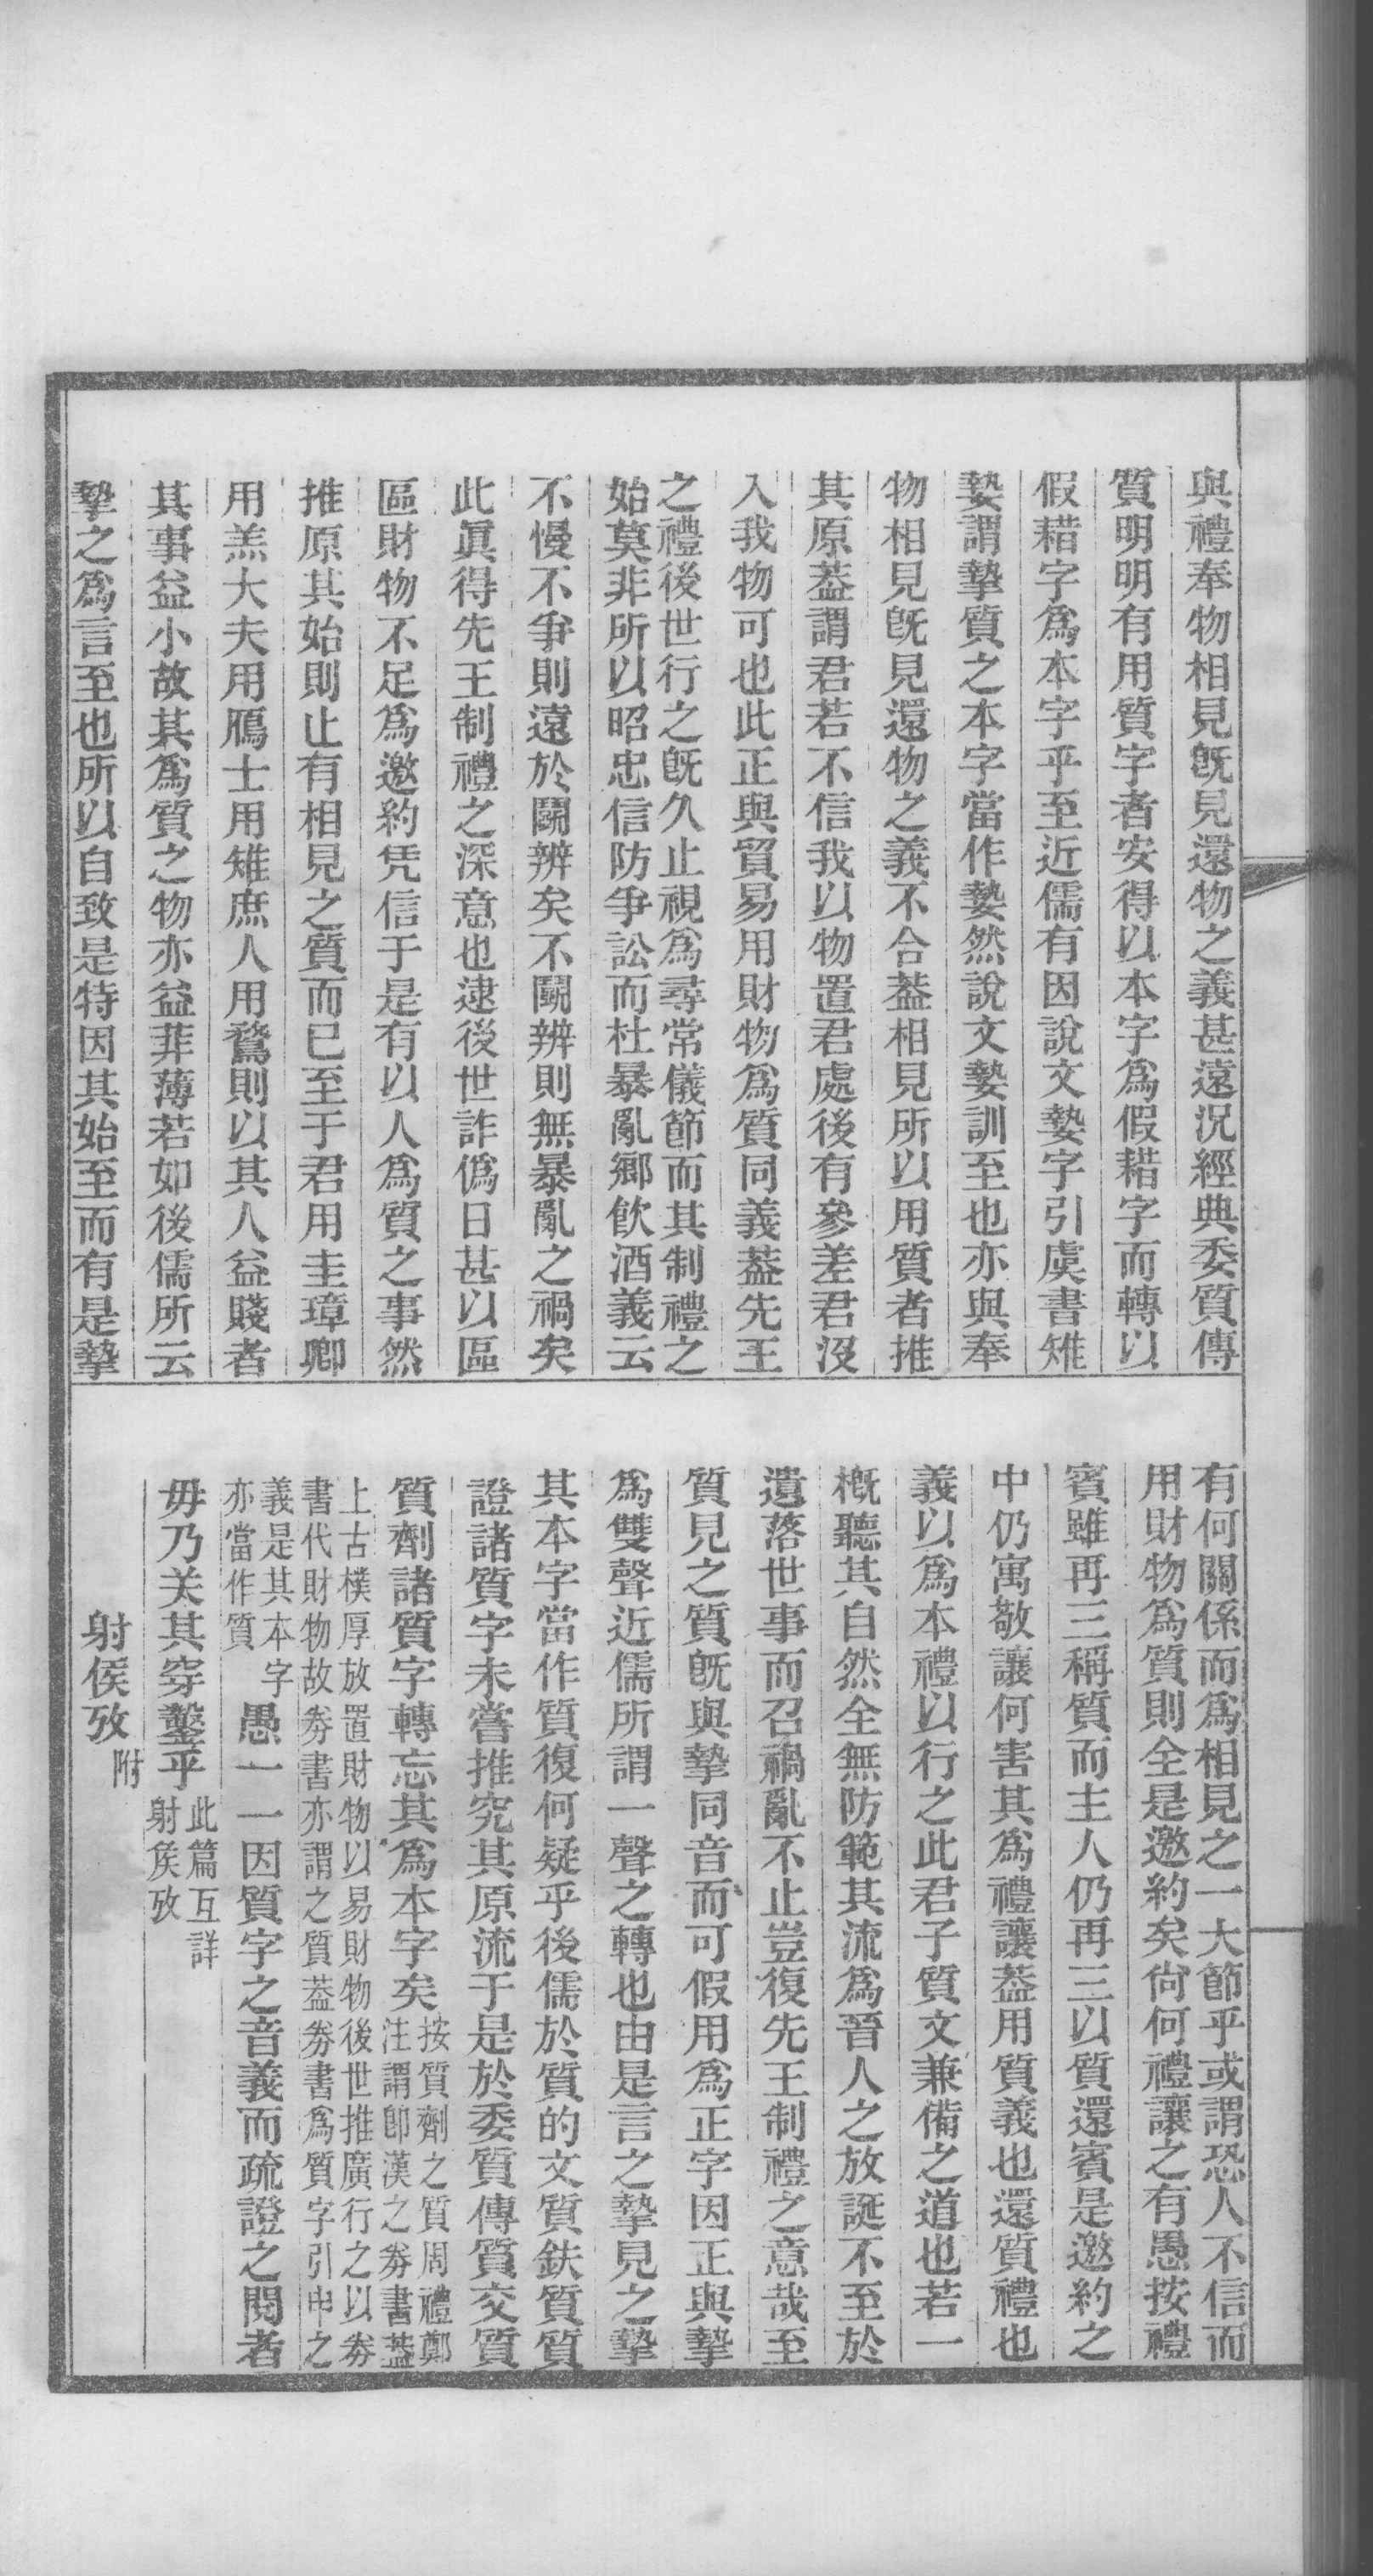 與禮奉物相見旣見還物之義甚遠況經典委質傳
質明明有用質字者安得以本字爲假耤字而轉以
假耤字爲本字乎至近儒有因說文㙯字引虞書雉
㙯謂摯質之本字當作㙯然說文㙯訓至也亦與奉
物相見旣見還物之義不合葢相見所以用質者推
其原葢謂君若不信我以物置君處後有參差君沒
入我物可也此正與貿易用財物爲質同義葢先王
之禮後世行之旣久止視爲尋常儀節而其制禮之
始莫非所以昭忠信防爭訟而杜暴亂鄉飮酒義云
不慢不爭則遠於鬭辨矣不鬭辨則無暴亂之禍矣
此眞得先王制禮之深意也逮後世詐僞日甚以區
區財物不足爲邀約凭信于是有以人爲質之事然
推原其始則止有相見之質而已至于君用圭璋卿
用羔大夫用鴈士用雉庶人用鶩則以其人益賤者
其事益小故其爲質之物亦益菲薄若如後儒所云
摯之爲言至也所以自致是特因其始至而有是摯
有何關係而爲相見之一大節乎或謂恐人不信而
用財物爲質則全是邀約矣尙何禮讓之有愚按禮
賓雖再三稱質而主人仍再三以質還賓是邀約之
中仍寓敬讓何害其爲禮讓葢用質義也還質禮也
義以爲本禮以行之此君子質文兼備之道也若一
槪聽其自然全無防範其流爲晉人之放誕不至於
遺落世事而召禍亂不止豈復先王制禮之意哉至
質見之質旣與摯同音而可假用爲正字因正與摯
爲雙聲近儒所謂一聲之轉也由是言之摯見之摯
其本字當作質復何疑乎後儒於質的文質鈇質質
證諸質字未嘗推究其原流于是於委質傳質交質
質劑諸質字轉忘其爲本字矣按質劑之質周禮鄭
注謂卽漢之劵書葢
上古樸厚放置財物以易財物後世推廣行之以劵
書代財物故劵書亦謂之質葢劵書爲質字引申之
義是其本字
亦當作質愚一一因質字之音義而疏證之閱者
毋乃关其穿鑿乎此篇互詳
射矦攷
射矦攷附